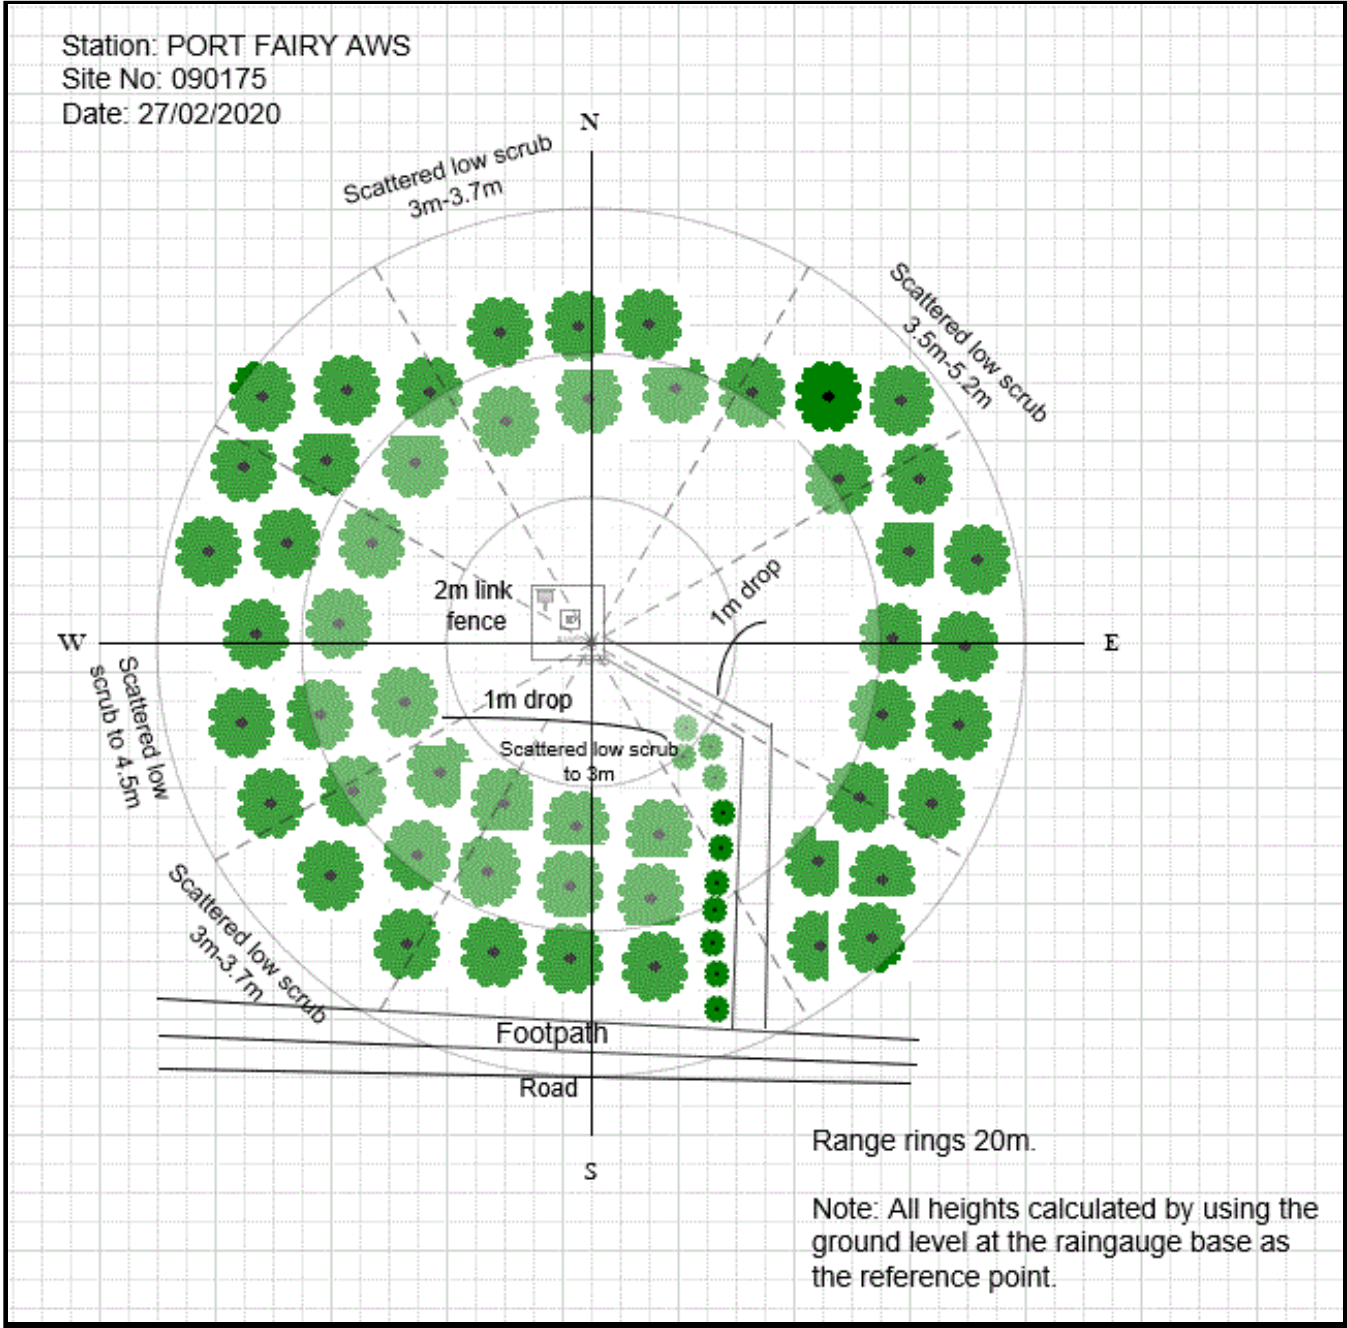 Station: PORT FAIRY AWS
Site No: 090175
Date: 27/02/2020
N
Scattered low scrub
3m-3.7m
Scattered low scrub
3.5m-5.2m
2m link
fence
1m drop
W
E
Scattered low
scrub to 4.5m
1m drop
Scattered low scrub
to 3m
Scattered low scrub
3m-3.7m
Footpath
Road
S
Range rings 20m.
Note: All heights calculated by using the
ground level at the raingauge base as
the reference point.